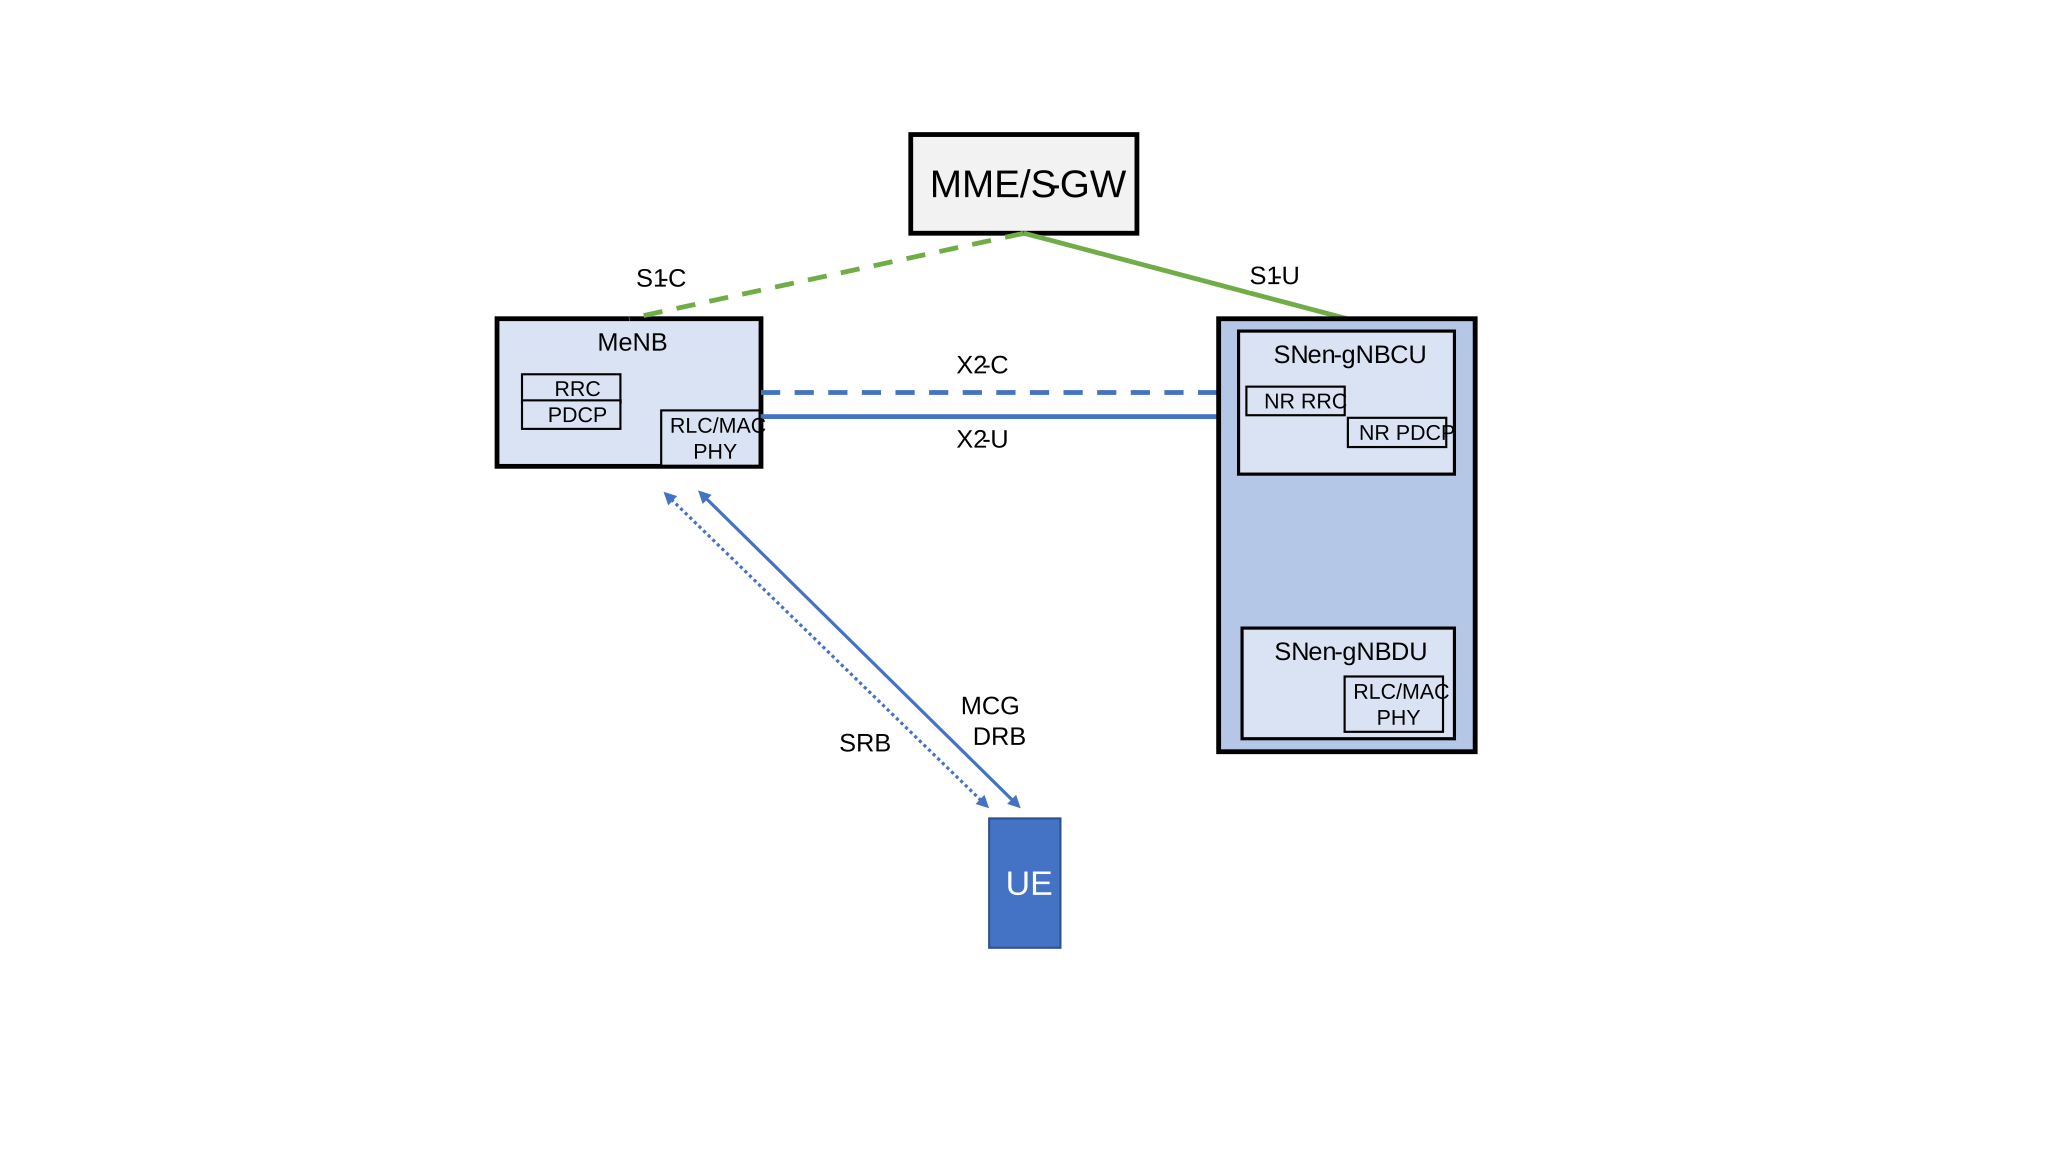 MME/S-GW
S1-C
S1-U
MeNB
RRC
PDCP
RLC/MAC
PHY
X2-C
X2-U
SNen-gNBCU
NR RRC
NR PDCP
SNen-gNBDU
RLC/MAC
PHY
MCG
DRB
SRB
UE